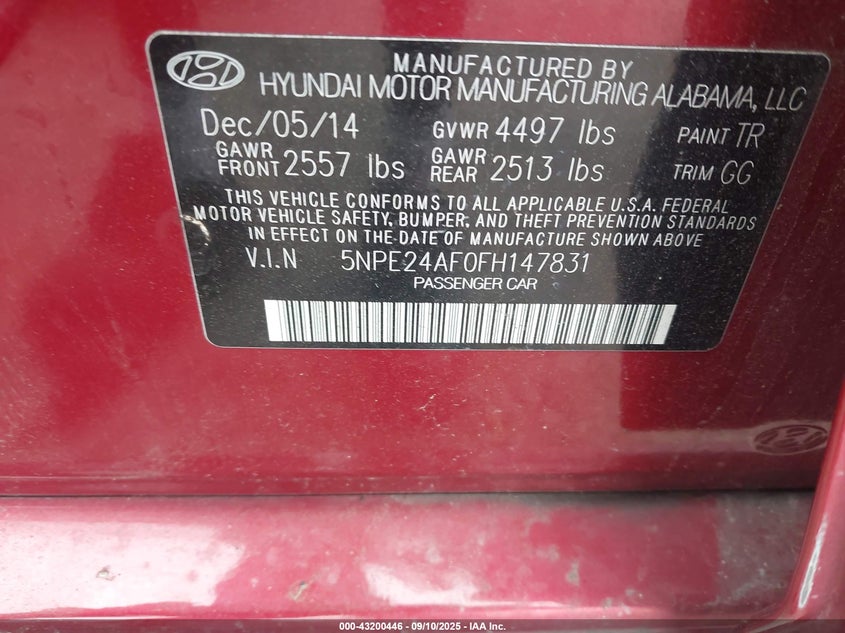 MANUFACTURED BY
HYUNDAI MOTOR MANUFACTURING ALABAMA, LLC
Dec/05/14 GVWR 4497 lbs PAINT TR
GAWR FRONT 2557 lbs GAWR REAR 2513 lbs TRIM GG
THIS VEHICLE CONFORMS TO ALL APPLICABLE U.S.A. FEDERAL
MOTOR VEHICLE SAFETY, BUMPER, AND THEFT PREVENTION STANDARDS
IN EFFECT ON THE DATE OF MANUFACTURE SHOWN ABOVE
V.I.N 5NPE24AF0FH147831
PASSENGER CAR
000-43200446 - 09/10/2025 - IAA Inc.